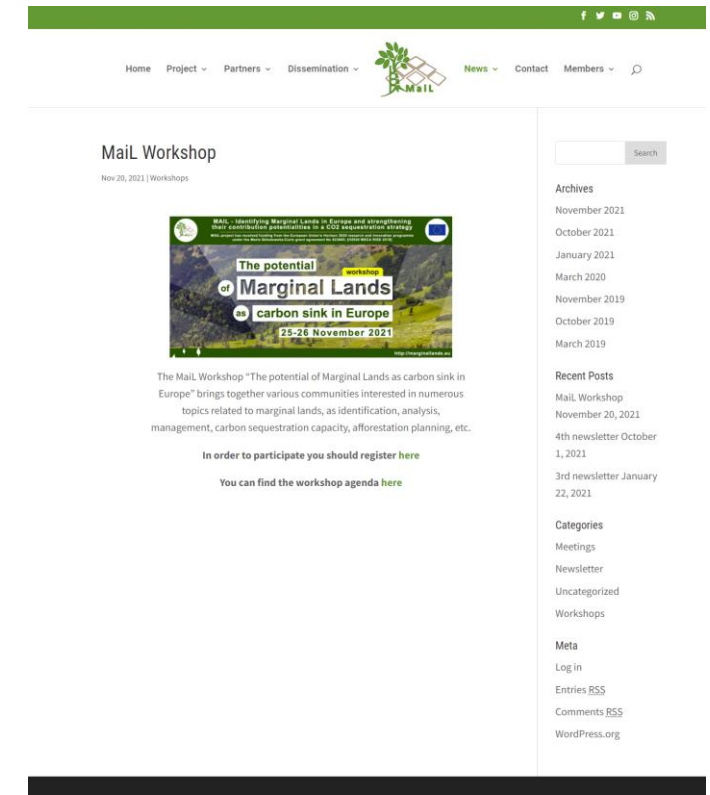 Home Project Partners Dissemination
MaiL
News Contact Members
MaiL Workshop
Nov 20, 2021 | Workshops
MAIL - Identifying Marginal Lands in Europe and strengthening
their contribution potentialities in a CO2 sequestration strategy
The potential
workshop
of Marginal Lands
as carbon sink in Europe
25-26 November 2021
http://marginallands.eu
The MaiL Workshop “The potential of Marginal Lands as carbon sink in
Europe” brings together various communities interested in numerous
topics related to marginal lands, as identification, analysis,
management, carbon sequestration capacity, afforestation planning, etc.
In order to participate you should register here
You can find the workshop agenda here
Search
Archives
November 2021
October 2021
January 2021
March 2020
November 2019
October 2019
March 2019
Recent Posts
MaiL Workshop
November 20, 2021
4th newsletter October
1, 2021
3rd newsletter January
22, 2021
Categories
Meetings
Newsletter
Uncategorized
Workshops
Meta
Log in
Entries RSS
Comments RSS
WordPress.org